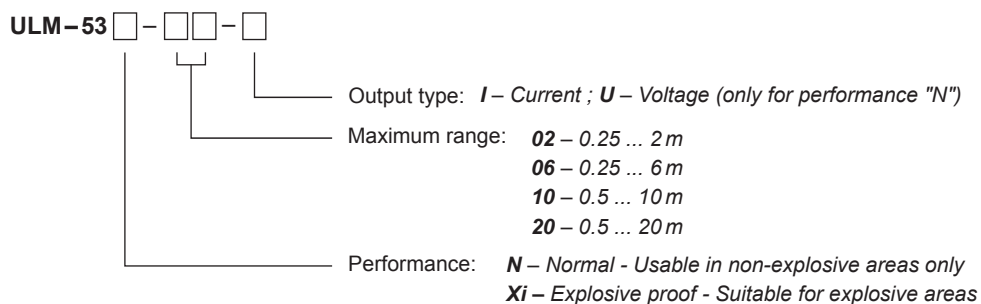 ULM – 53 □ – □□ – □
Output type: I – Current ; U – Voltage (only for performance "N")
Maximum range: 02 – 0.25 ... 2 m
06 – 0.25 ... 6 m
10 – 0.5 ... 10 m
20 – 0.5 ... 20 m
Performance: N – Normal - Usable in non-explosive areas only
Xi – Explosive proof - Suitable for explosive areas